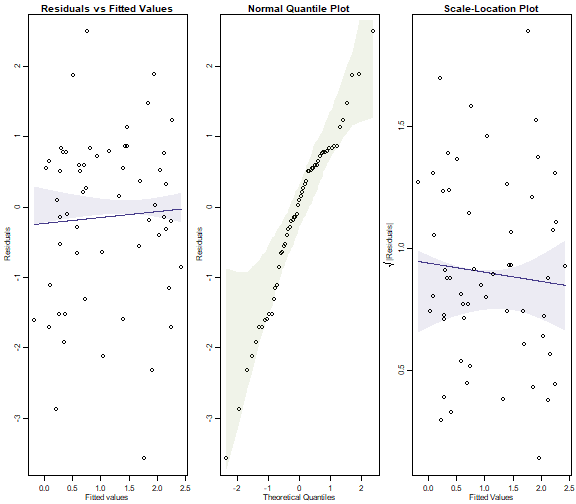 Residuals vs Fitted Values
Residuals
2
1
0
-1
-2
-3
0.0 0.5 1.0 1.5 2.0 2.5
Fitted values
Normal Quantile Plot
Residuals
2
1
0
-1
-2
-3
-2 -1 0 1 2
Theoretical Quantiles
Scale-Location Plot
√|Residuals|
1.5
1.0
0.5
0.0 0.5 1.0 1.5 2.0 2.5
Fitted Values